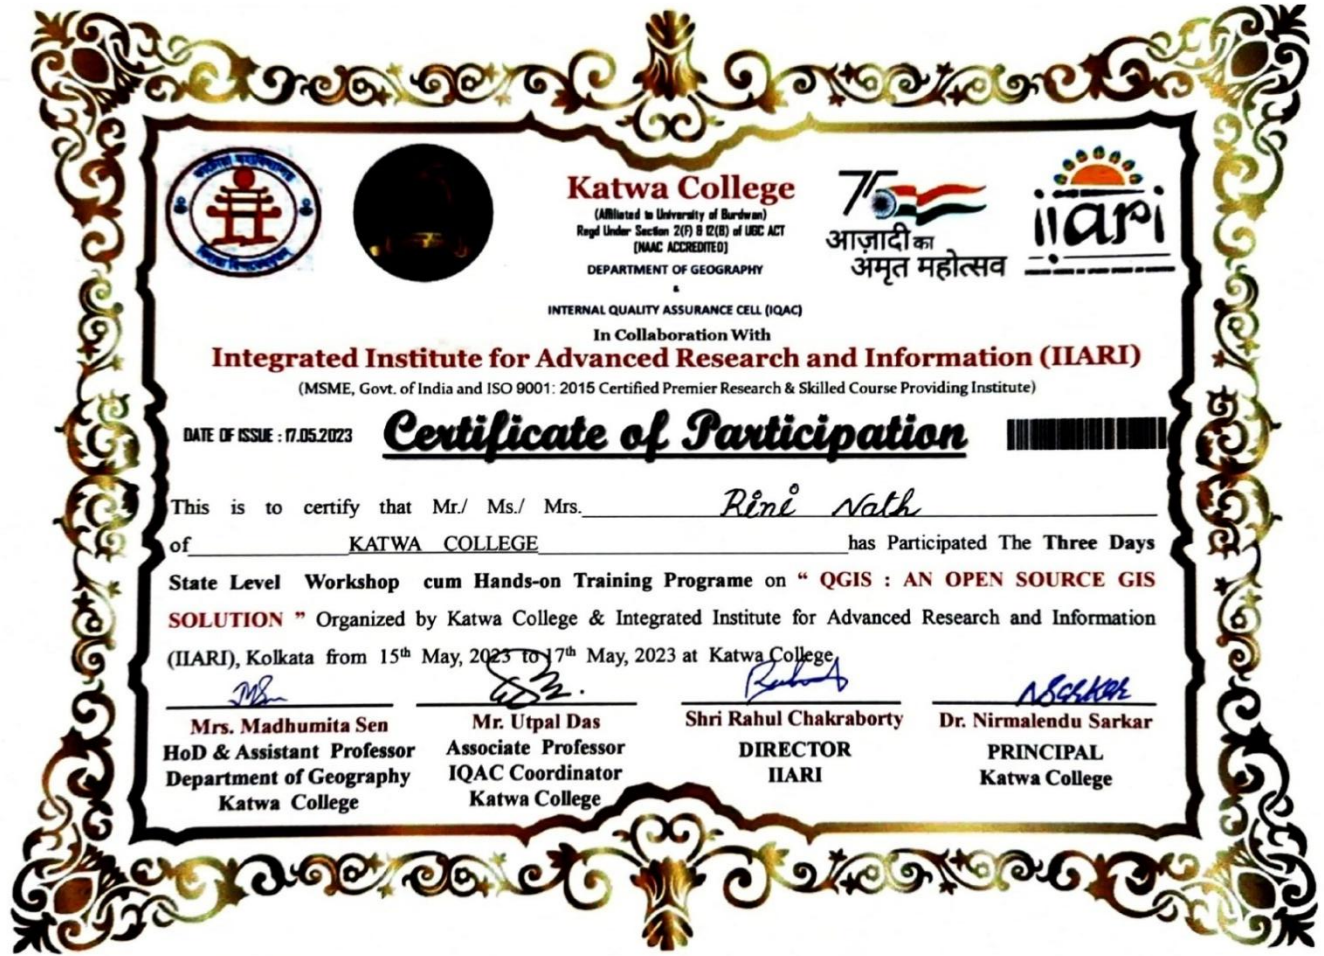 Katwa College
(Affiliated to University of Burdwan)
Regd Under Section 2(F) & 12(B) of UGC ACT
[NAAC ACCREDITED]
DEPARTMENT OF GEOGRAPHY
&
INTERNAL QUALITY ASSURANCE CELL (IQAC)
75
आज़ादी का
अमृत महोत्सव
iiari
In Collaboration With
Integrated Institute for Advanced Research and Information (IIARI)
(MSME, Govt. of India and ISO 9001: 2015 Certified Premier Research & Skilled Course Providing Institute)
DATE OF ISSUE : 17.05.2023
Certificate of Participation
This is to certify that Mr./ Ms./ Mrs. Rini Nath
of KATWA COLLEGE has Participated The Three Days
State Level Workshop cum Hands-on Training Programe on “ QGIS : AN OPEN SOURCE GIS
SOLUTION ” Organized by Katwa College & Integrated Institute for Advanced Research and Information
(IIARI), Kolkata from 15th May, 2023 to 17th May, 2023 at Katwa College
Mrs. Madhumita Sen
HoD & Assistant Professor
Department of Geography
Katwa College
Mr. Utpal Das
Associate Professor
IQAC Coordinator
Katwa College
Shri Rahul Chakraborty
DIRECTOR
IIARI
NSarkar
Dr. Nirmalendu Sarkar
PRINCIPAL
Katwa College